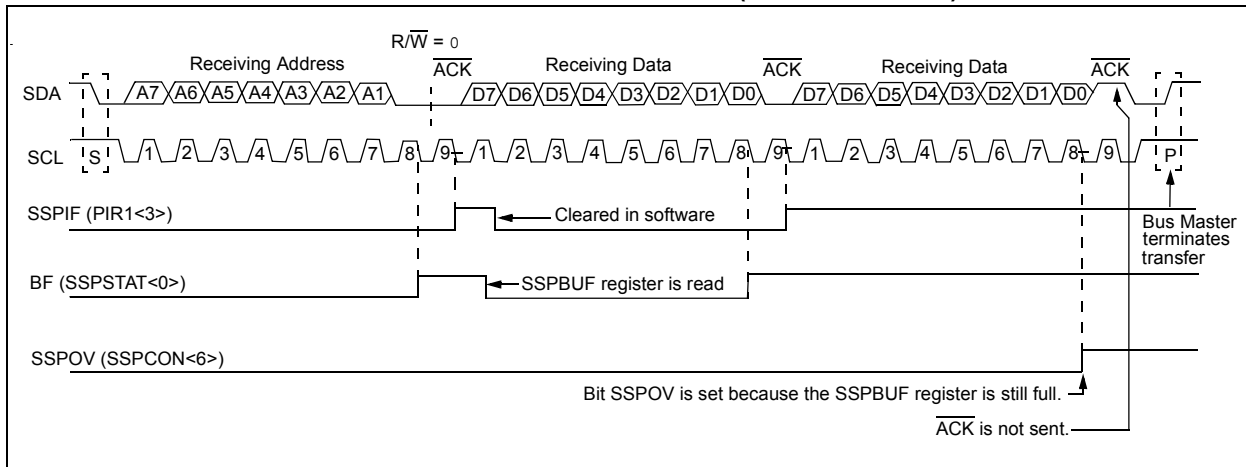 R/W = 0
Receiving Address ACK Receiving Data ACK Receiving Data ACK
SDA A7 A6 A5 A4 A3 A2 A1 D7 D6 D5 D4 D3 D2 D1 D0 D7 D6 D5 D4 D3 D2 D1 D0
SCL S 1 2 3 4 5 6 7 8 9 1 2 3 4 5 6 7 8 9 1 2 3 4 5 6 7 8 9 P
SSPIF (PIR1<3>) Cleared in software
Bus Master
terminates
transfer
BF (SSPSTAT<0>) SSPBUF register is read
SSPOV (SSPCON<6>)
Bit SSPOV is set because the SSPBUF register is still full.
ACK is not sent.